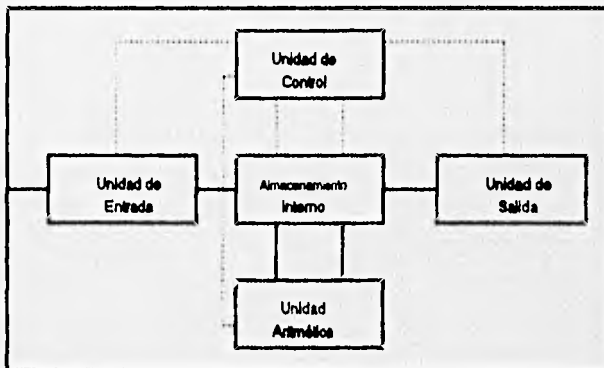 Unidad de
Control
Unidad de
Entrada
Almacenamiento
Interno
Unidad de
Salida
Unidad
Aritmética